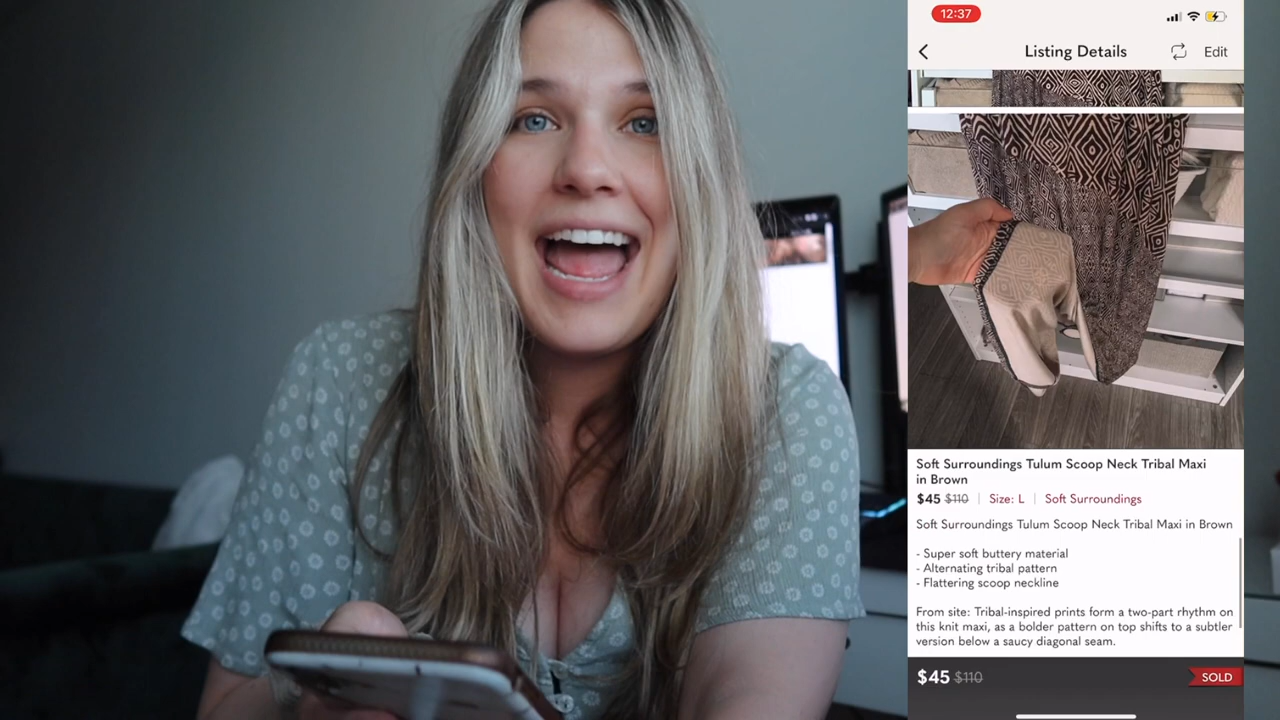 12:37
Listing Details
Edit
Soft Surroundings Tulum Scoop Neck Tribal Maxi
in Brown
$45 $110 | Size: L | Soft Surroundings
Soft Surroundings Tulum Scoop Neck Tribal Maxi in Brown
- Super soft buttery material
- Alternating tribal pattern
- Flattering scoop neckline
From site: Tribal-inspired prints form a two-part rhythm on
this knit maxi, as a bolder pattern on top shifts to a subtler
version below a saucy diagonal seam.
$45 $110
SOLD